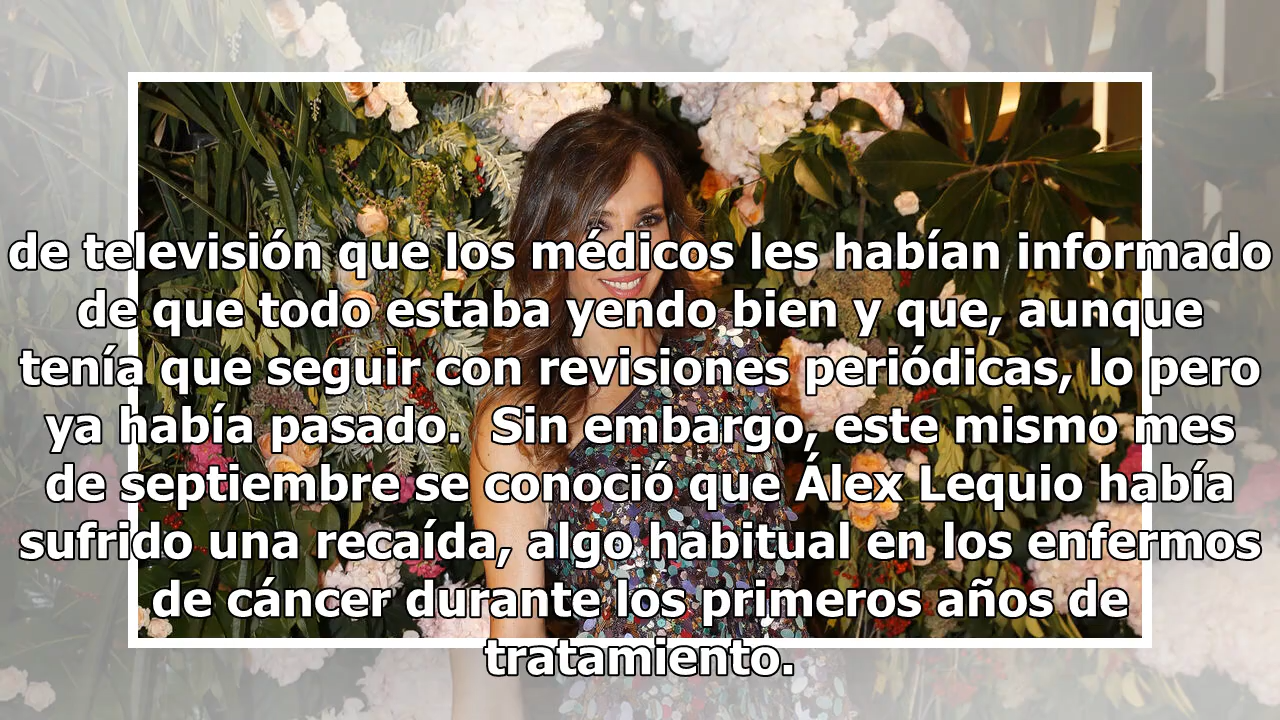 de televisión que los médicos les habían informado
de que todo estaba yendo bien y que, aunque
tenía que seguir con revisiones periódicas, lo pero
ya había pasado.  Sin embargo, este mismo mes
de septiembre se conoció que Álex Lequio había
sufrido una recaída, algo habitual en los enfermos
de cáncer durante los primeros años de
tratamiento.